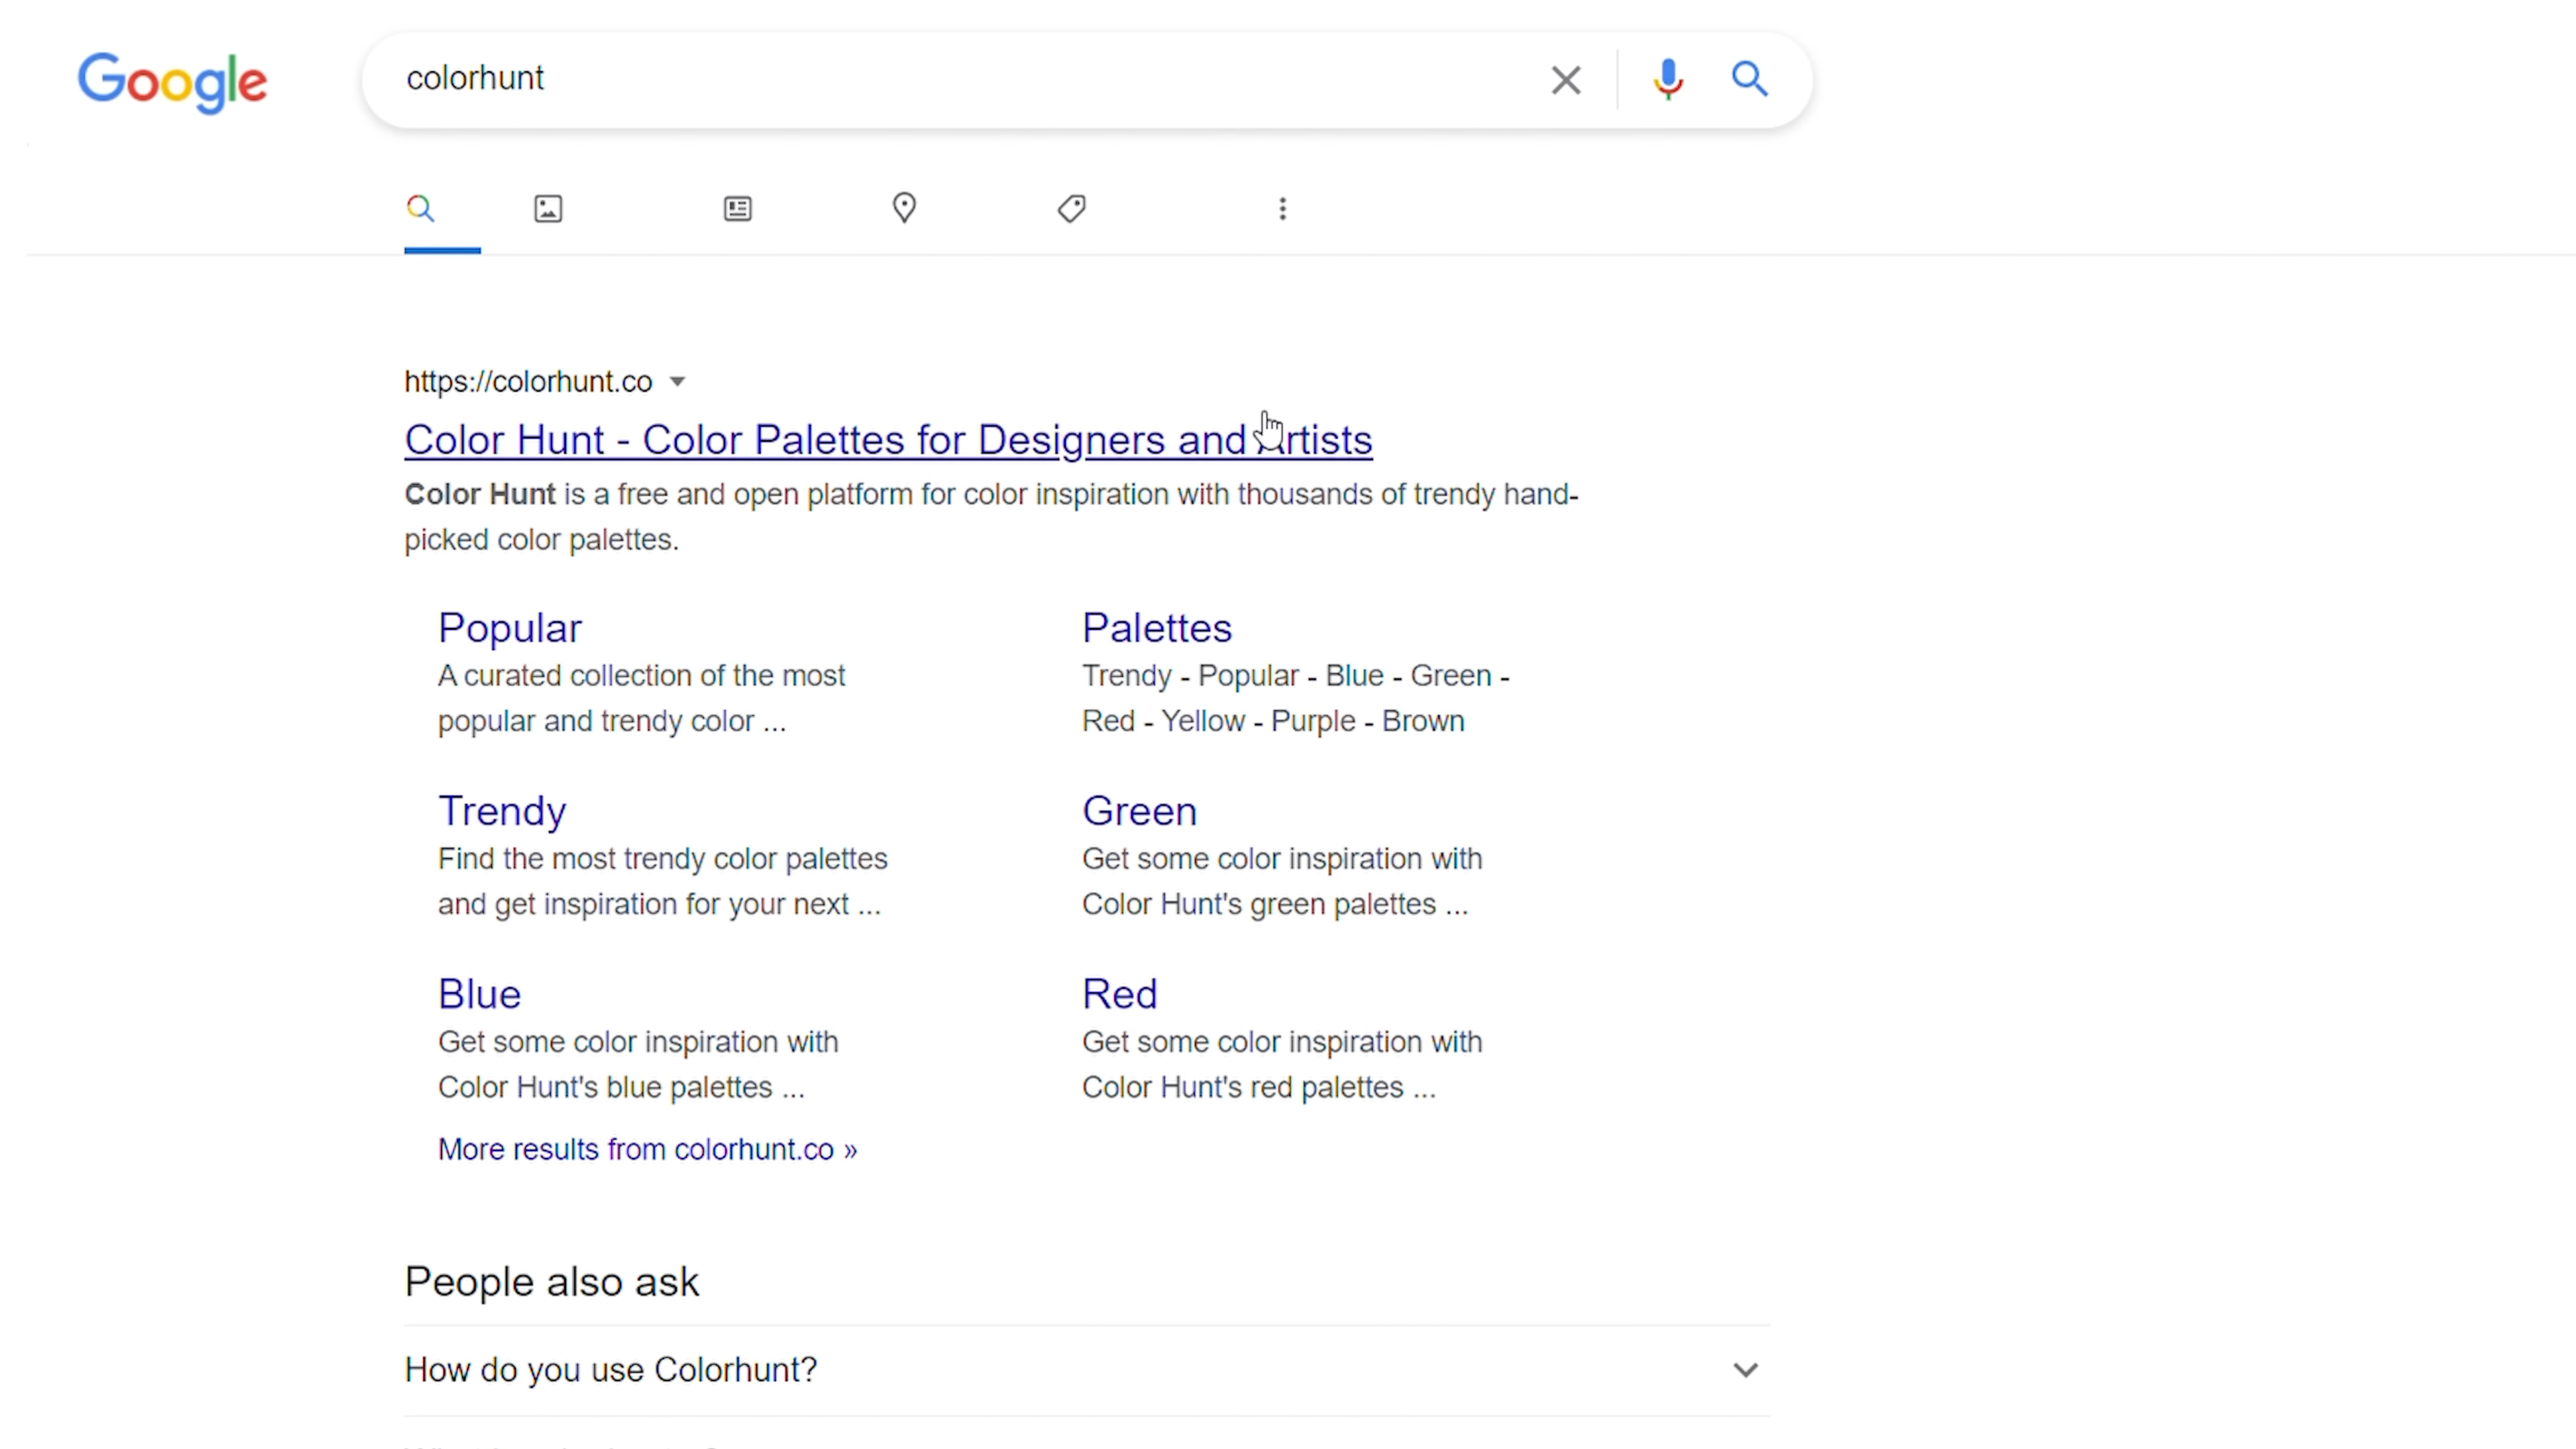 Google
colorhunt
https://colorhunt.co
Color Hunt - Color Palettes for Designers and Artists
Color Hunt is a free and open platform for color inspiration with thousands of trendy hand-
picked color palettes.
Popular
A curated collection of the most
popular and trendy color ...
Palettes
Trendy - Popular - Blue - Green -
Red - Yellow - Purple - Brown
Trendy
Find the most trendy color palettes
and get inspiration for your next ...
Green
Get some color inspiration with
Color Hunt's green palettes ...
Blue
Get some color inspiration with
Color Hunt's blue palettes ...
Red
Get some color inspiration with
Color Hunt's red palettes ...
More results from colorhunt.co »
People also ask
How do you use Colorhunt?